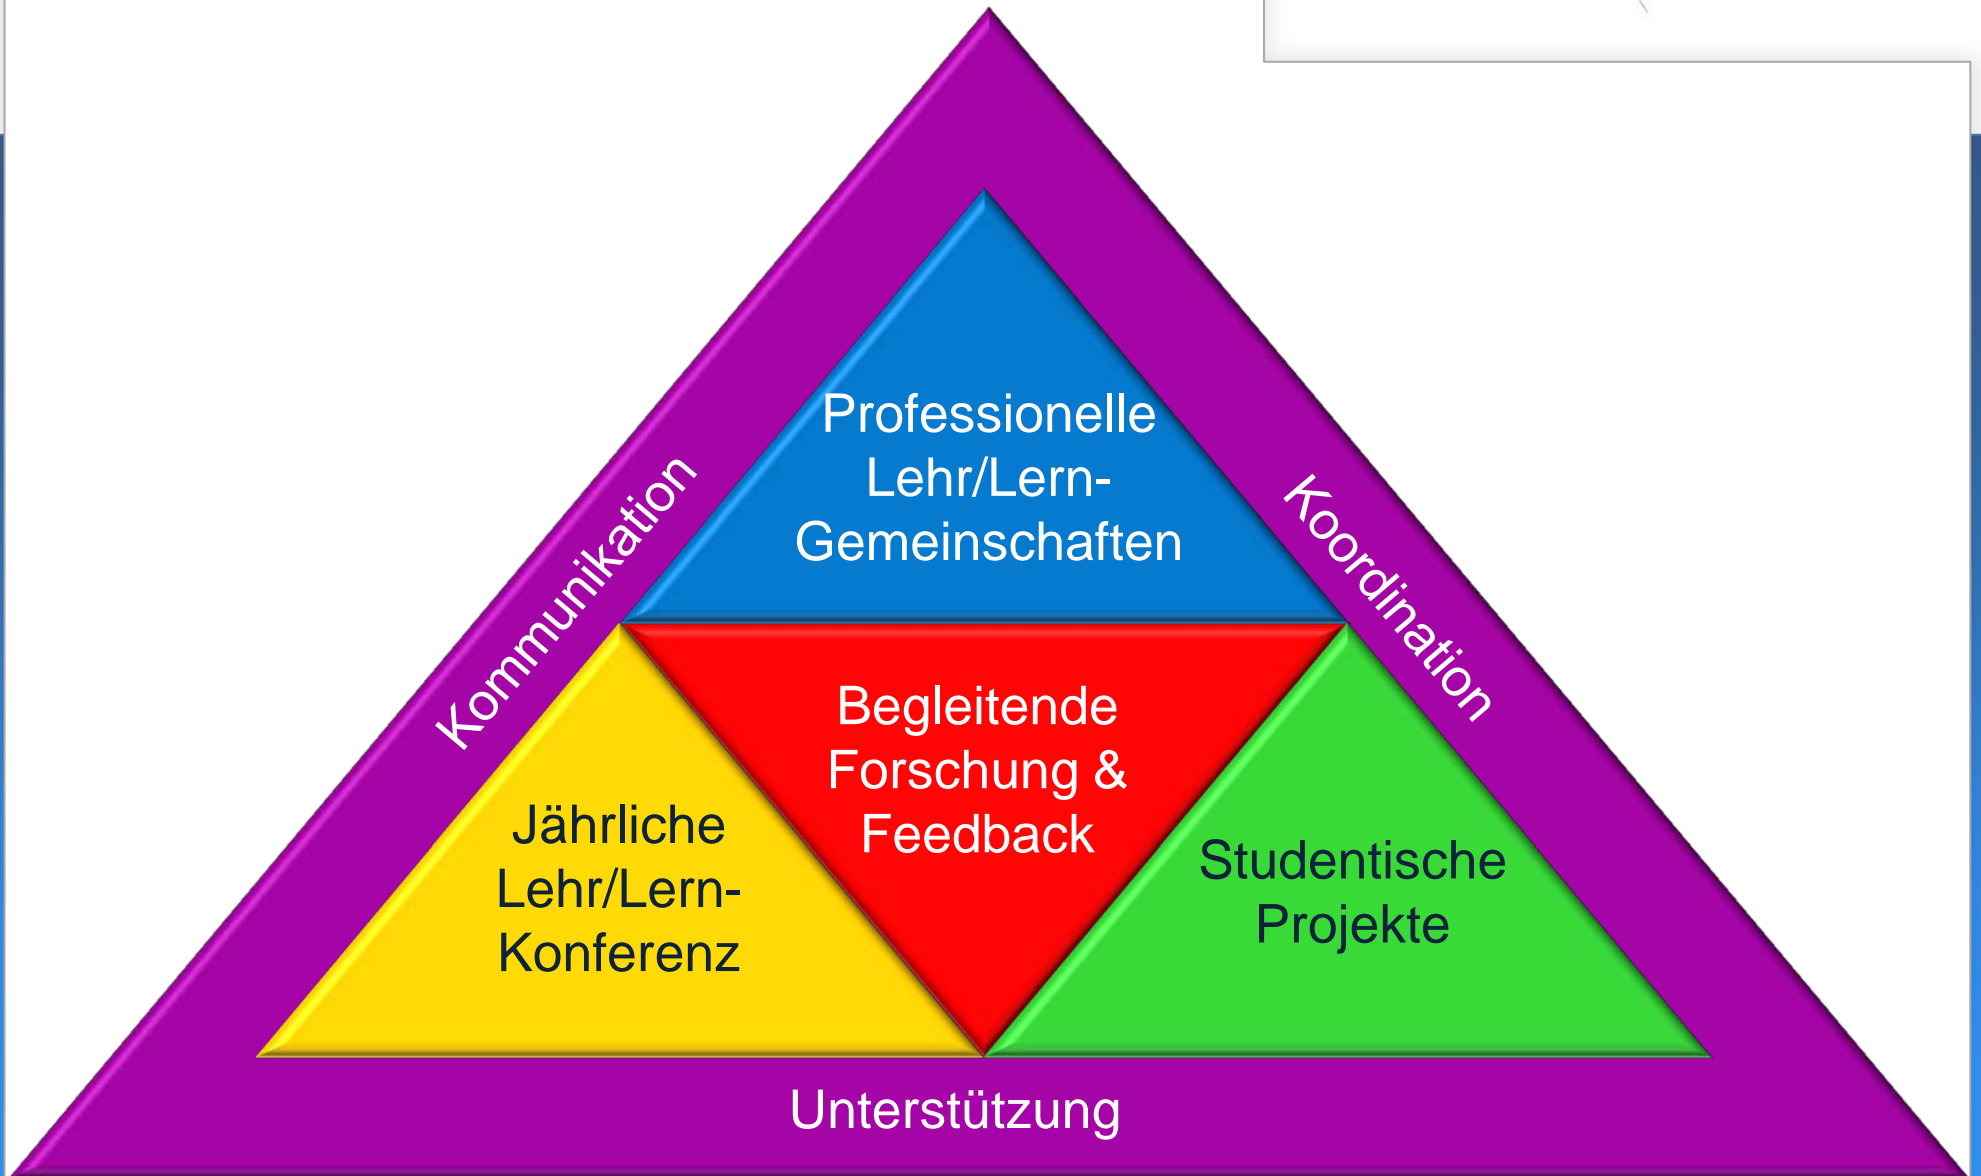 Professionelle
Lehr/Lern-
Gemeinschaften
Kommunikation
Koordination
Begleitende
Forschung &
Feedback
Jährliche
Lehr/Lern-
Konferenz
Studentische
Projekte
Unterstützung